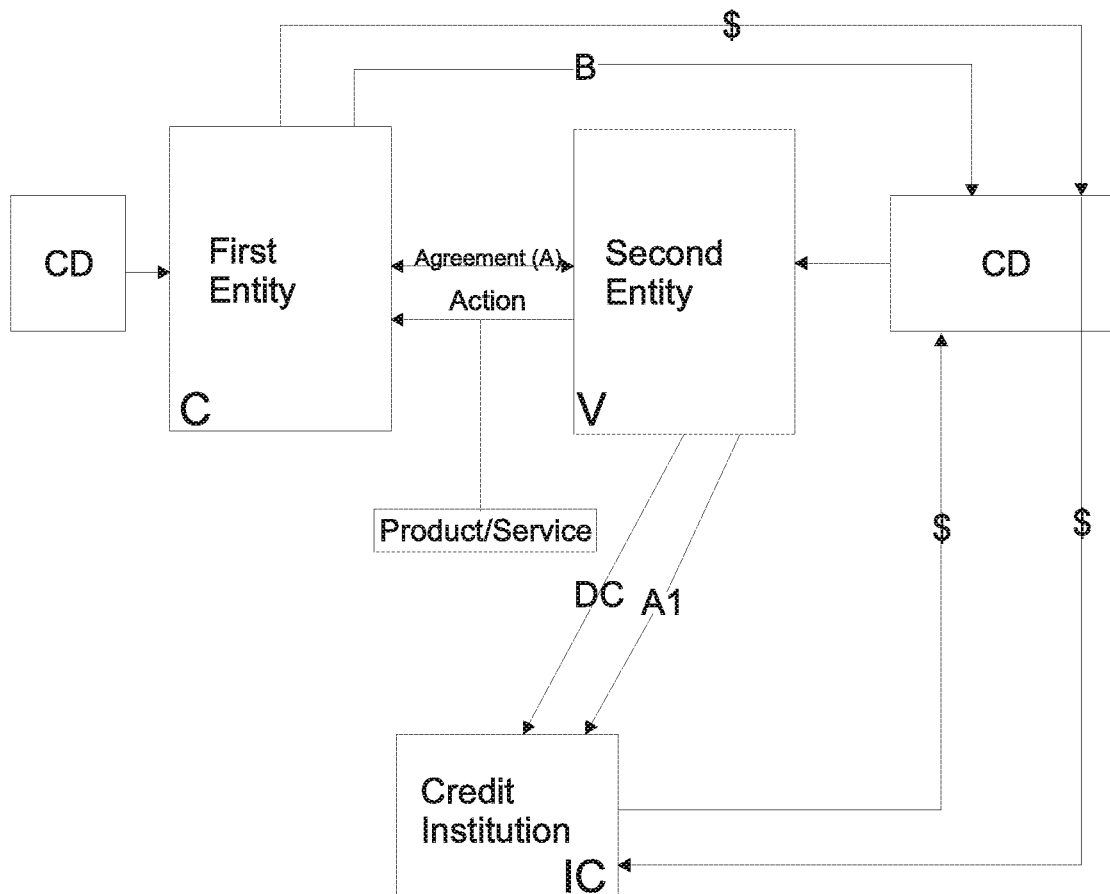 $
B
CD
First
Entity
C
Agreement (A)
Action
Second
Entity
V
CD
Product/Service
DC
A1
$
$
Credit
Institution
IC